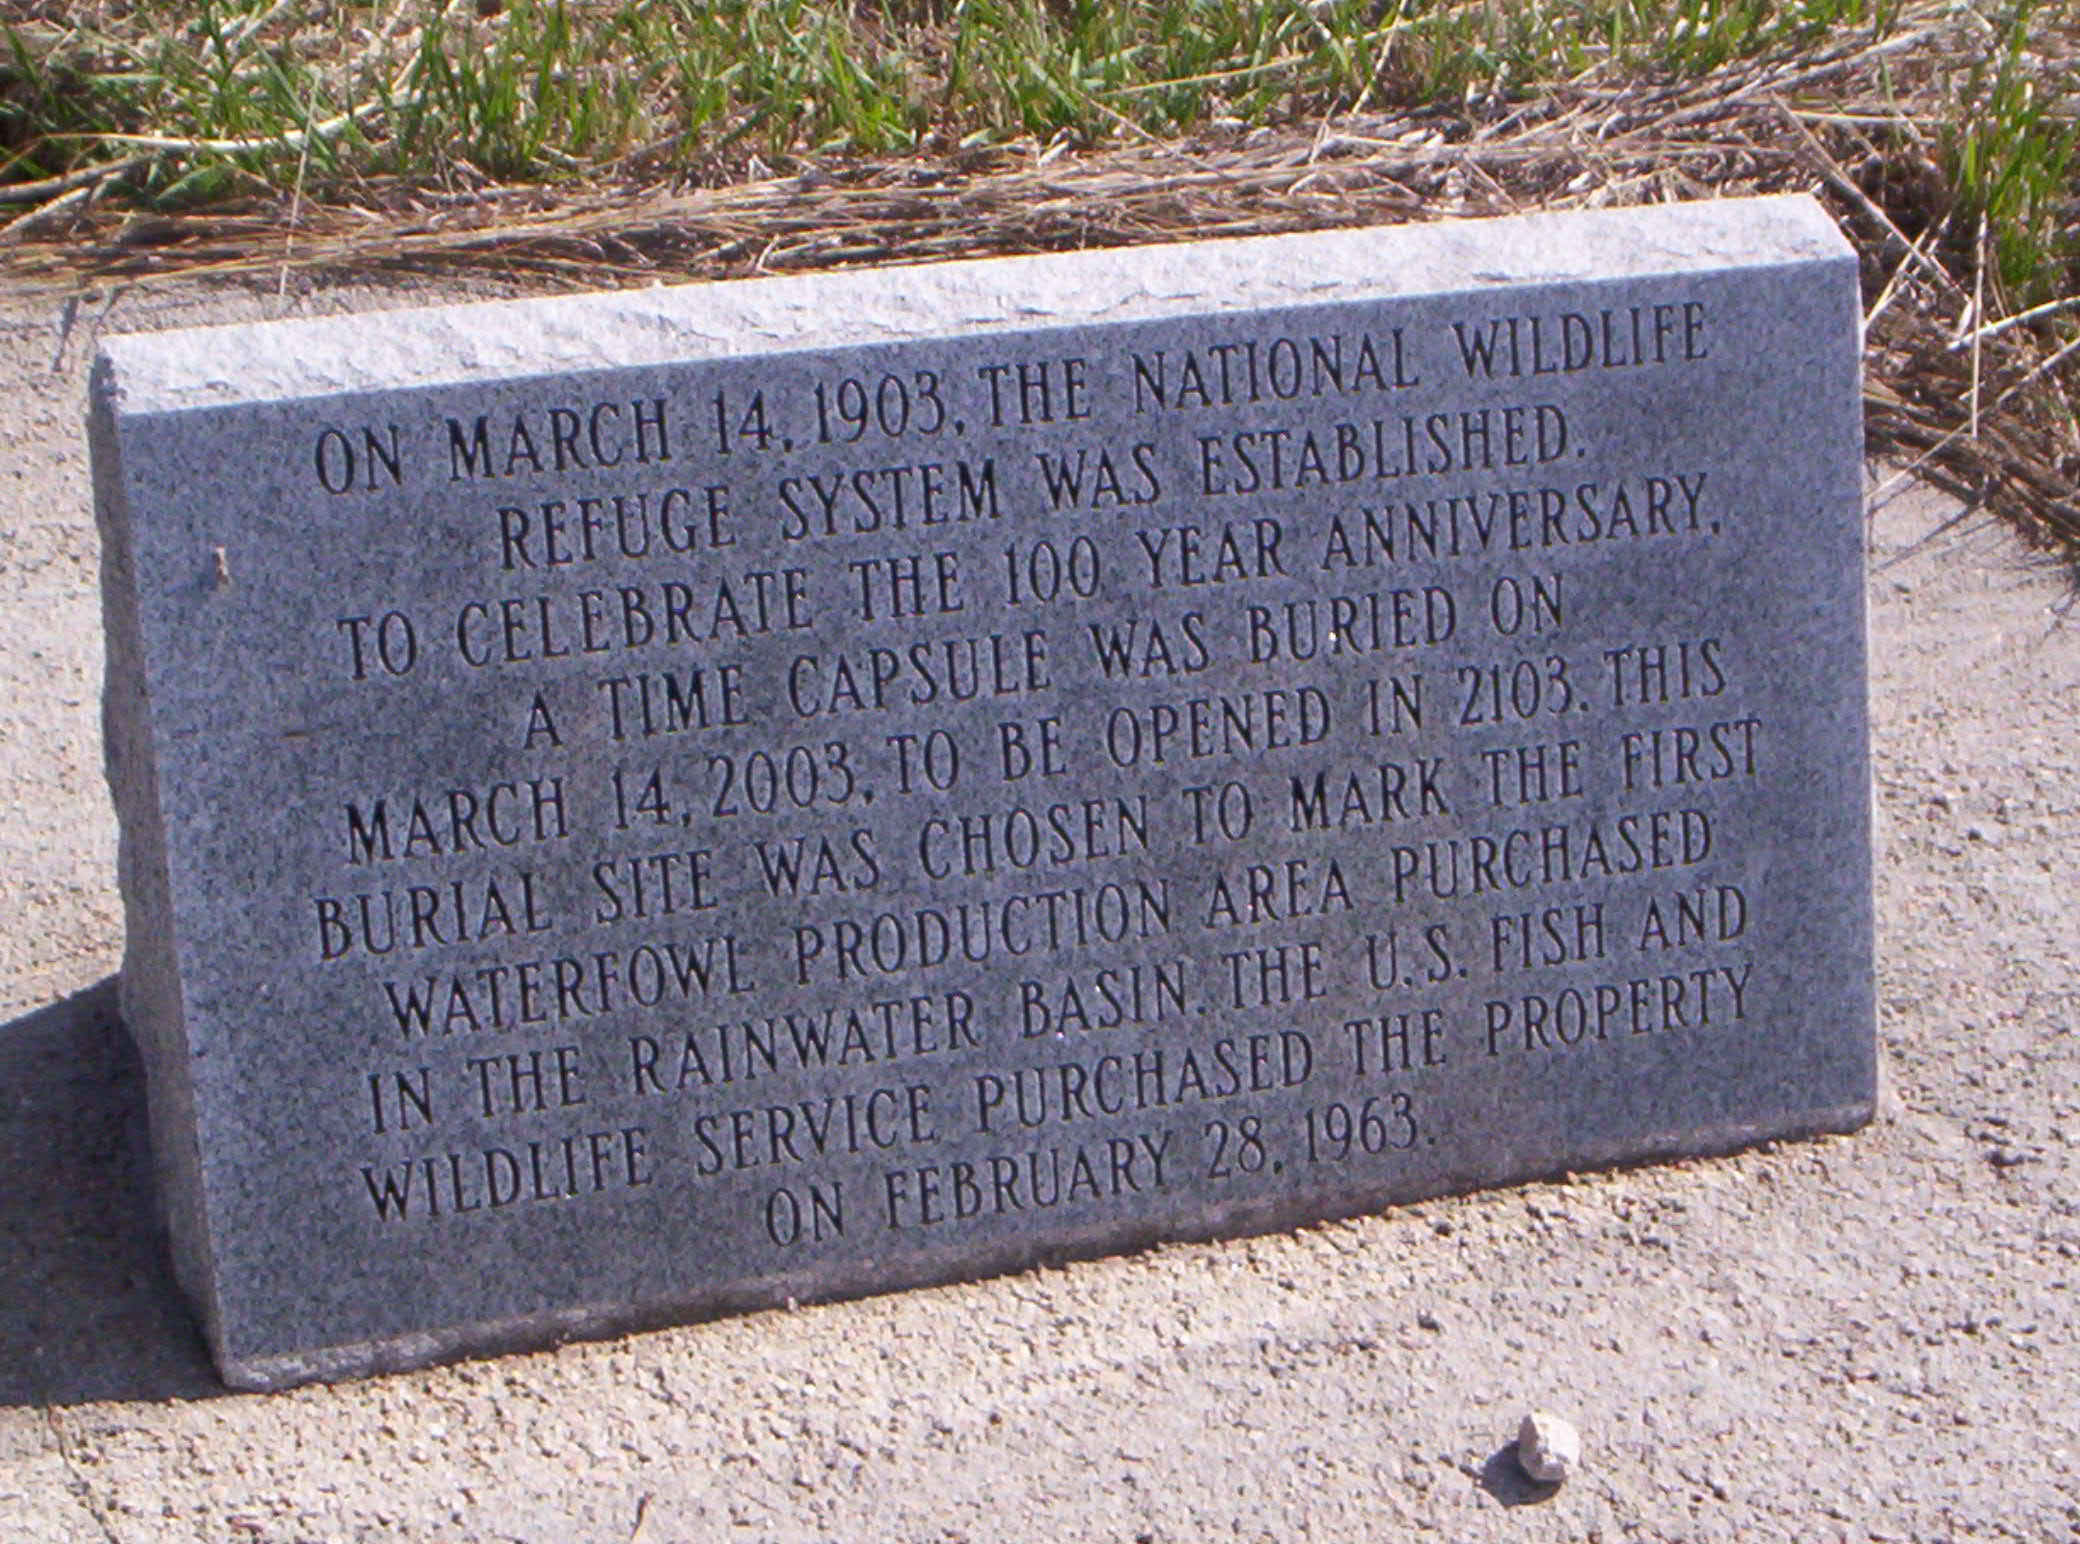 ON MARCH 14, 1903, THE NATIONAL WILDLIFE
REFUGE SYSTEM WAS ESTABLISHED.
TO CELEBRATE THE 100 YEAR ANNIVERSARY,
A TIME CAPSULE WAS BURIED ON
MARCH 14, 2003, TO BE OPENED IN 2103. THIS
BURIAL SITE WAS CHOSEN TO MARK THE FIRST
WATERFOWL PRODUCTION AREA PURCHASED
IN THE RAINWATER BASIN. THE U.S. FISH AND
WILDLIFE SERVICE PURCHASED THE PROPERTY
ON FEBRUARY 28, 1963.